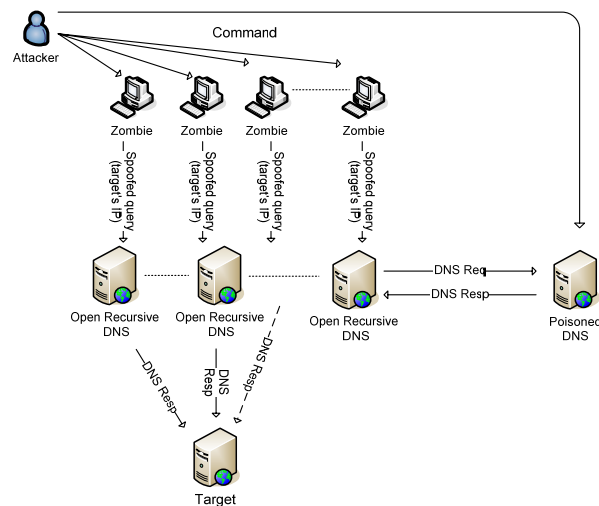 Command
Attacker
Zombie
Zombie
Zombie
Zombie
Spoofed query
(target's IP)
Spoofed query
(target's IP)
Spoofed query
(target's IP)
Spoofed query
(target's IP)
DNS Req
DNS Resp
Open Recursive
DNS
Open Recursive
DNS
Open Recursive
DNS
Poisoned
DNS
DNS Resp
DNS
Resp
DNS Resp
Target